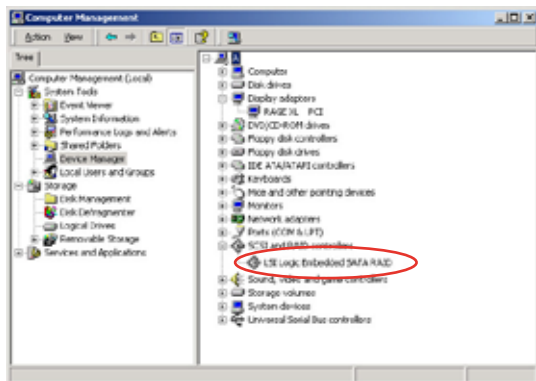 Computer Management
Action View
Tree
Computer Management (Local)
System Tools
Event Viewer
System Information
Performance Logs and Alerts
Shared Folders
Device Manager
Local Users and Groups
Storage
Disk Management
Disk Defragmenter
Logical Drives
Removable Storage
Services and Applications
Computer
Disk drives
Display adapters
RAGE XL PCI
DVD/CD-ROM drives
Floppy disk controllers
Floppy disk drives
IDE ATA/ATAPI controllers
Keyboards
Mice and other pointing devices
Monitors
Network adapters
Ports (COM & LPT)
SCSI and RAID controllers
LSI Logic Embedded SATA RAID
Sound, video and game controllers
Storage volumes
System devices
Universal Serial Bus controllers